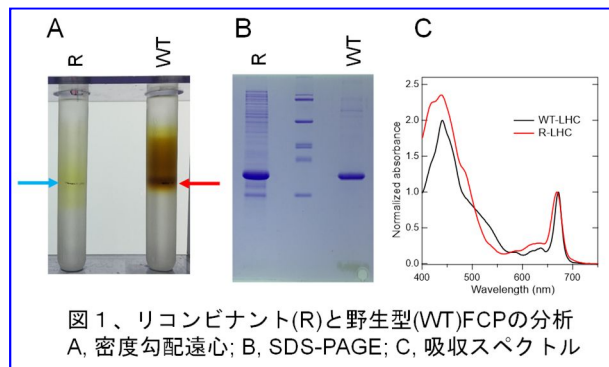 A
B
C
R
WT
R
WT
2.5
2.0
1.5
1.0
0.5
0.0
Normalized absorbance
WT-LHC
R-LHC
400
500
600
700
Wavelength (nm)
図1、リコンビナント(R)と野生型(WT)FCPの分析
A, 密度勾配遠心; B, SDS-PAGE; C, 吸収スペクトル